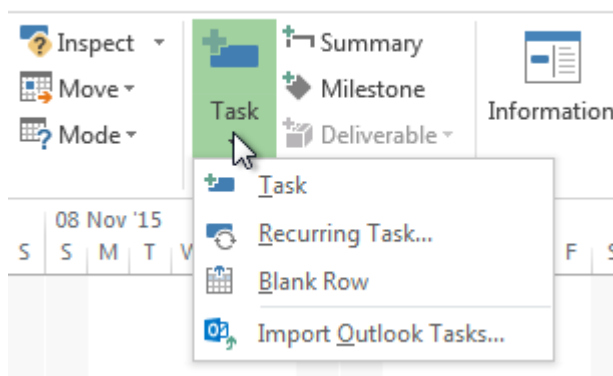 Inspect
Move
Mode
Task
Summary
Milestone
Deliverable
Information
Task
Recurring Task...
Blank Row
Import Outlook Tasks...
08 Nov '15
S S M T W F S